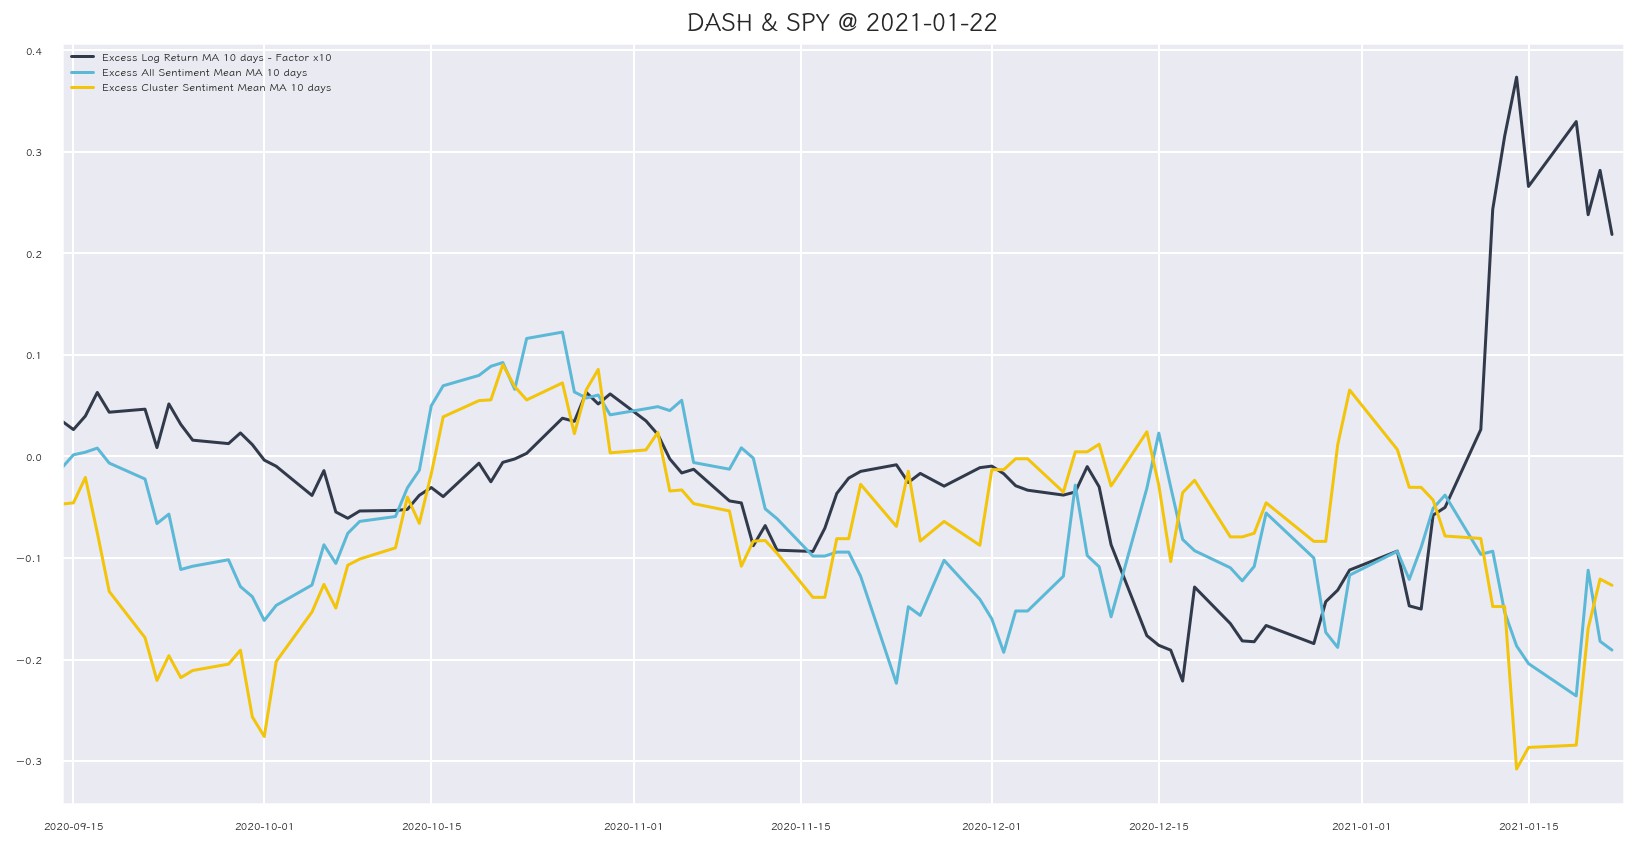 DASH & SPY @ 2021-01-22
0.4
0.3
0.2
0.1
0.0
−0.1
−0.2
−0.3
Excess Log Return MA 10 days - Factor x10
Excess All Sentiment Mean MA 10 days
Excess Cluster Sentiment Mean MA 10 days
2020-09-15 2020-10-01 2020-10-15 2020-11-01 2020-11-15 2020-12-01 2020-12-15 2021-01-01 2021-01-15